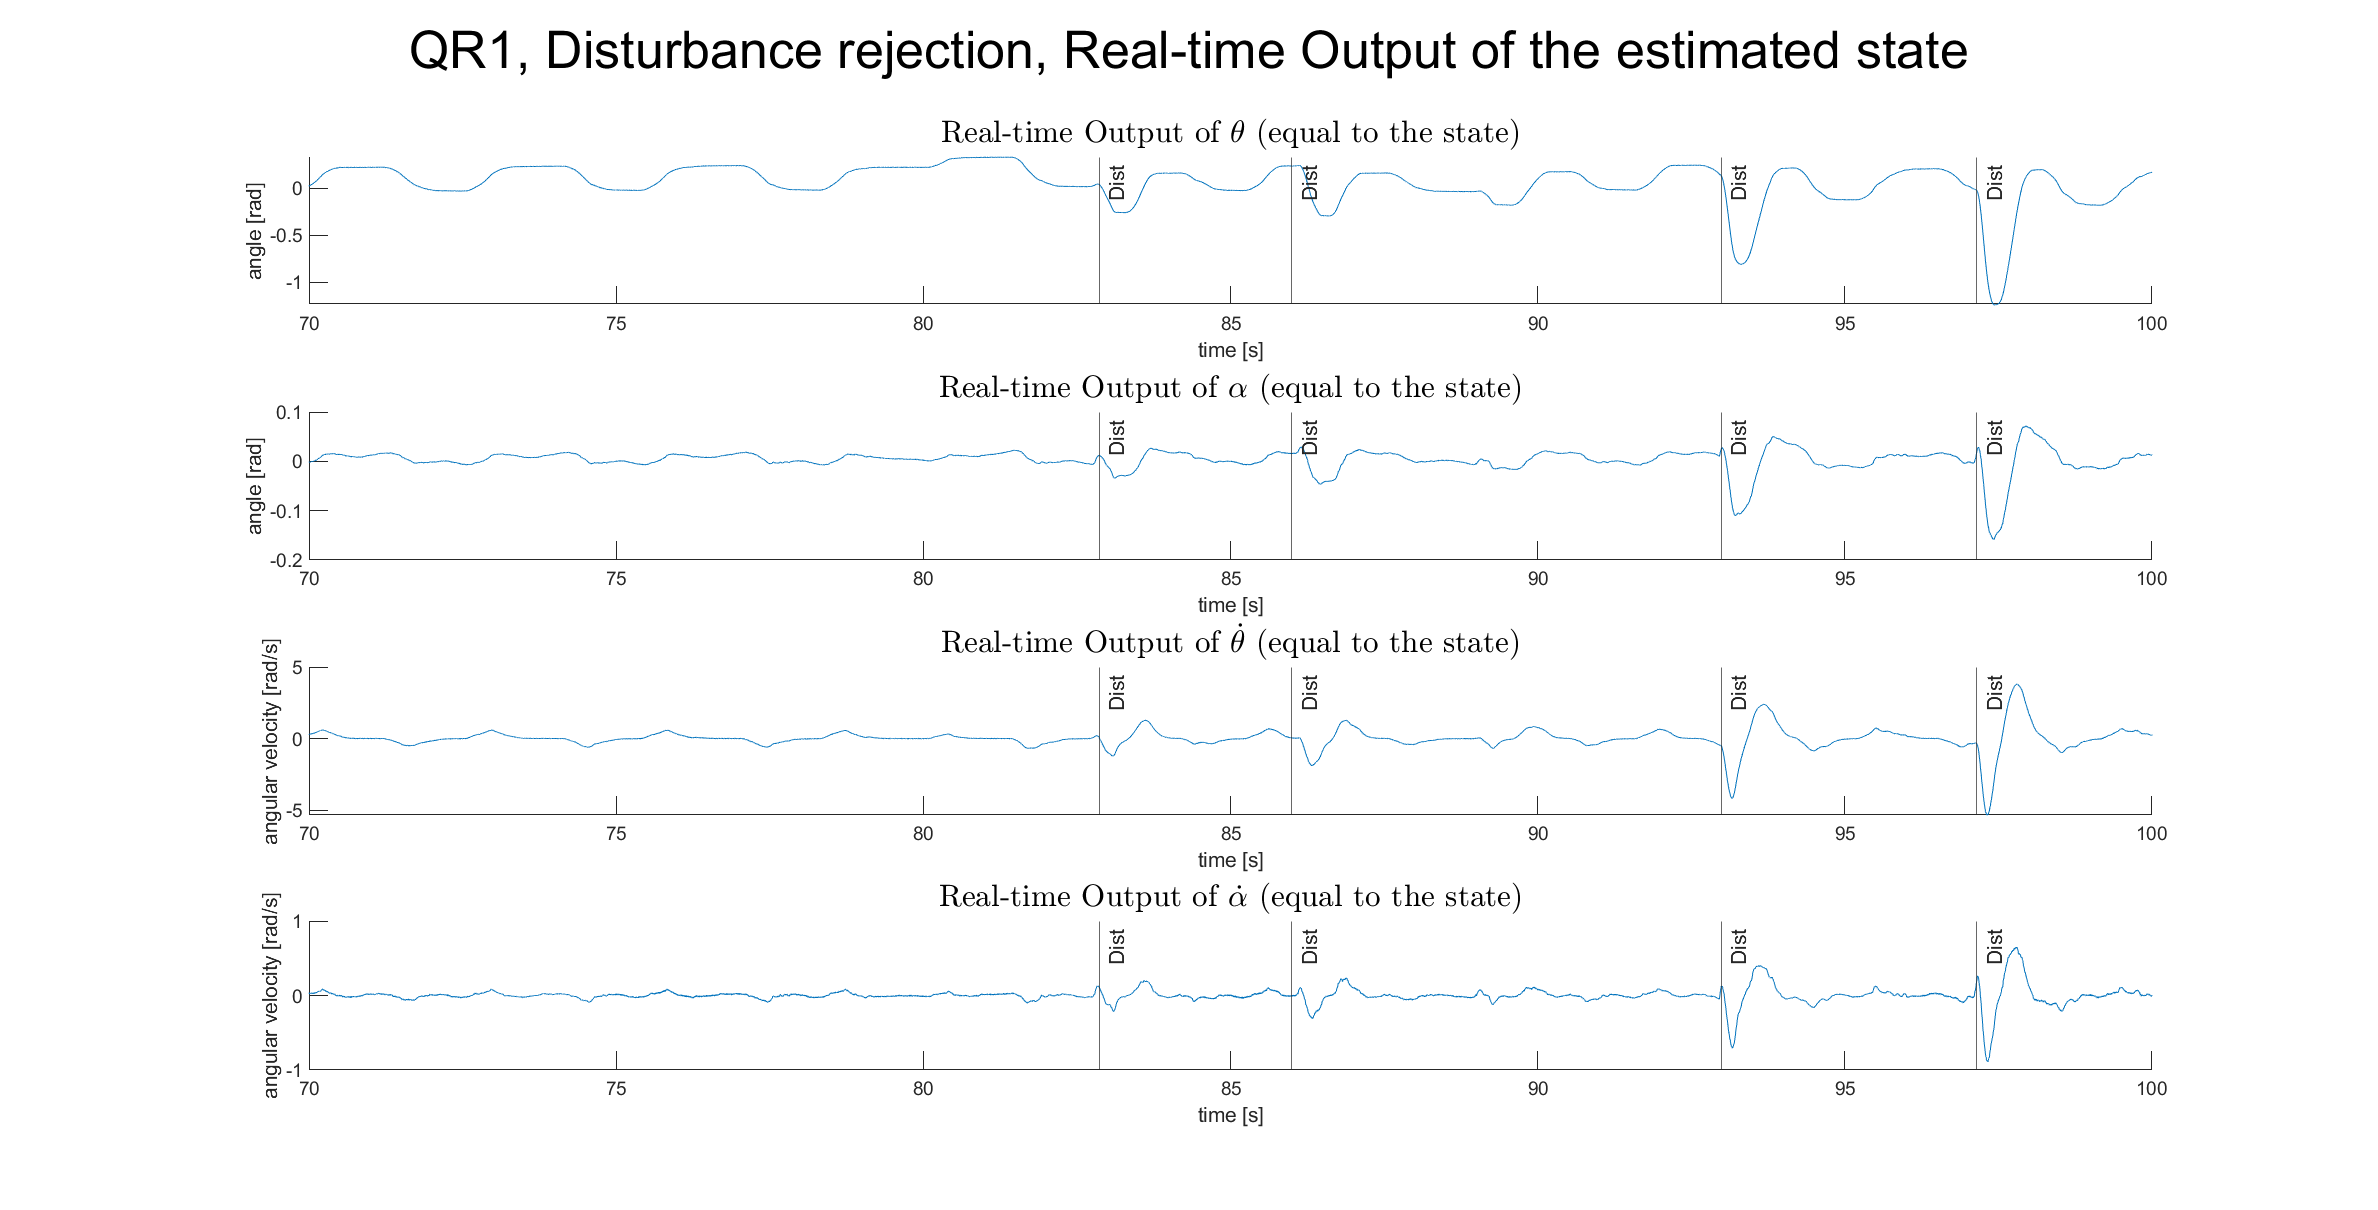 QR1, Disturbance rejection, Real-time Output of the estimated state
Real-time Output of θ (equal to the state)
angle [rad]
0
-0.5
-1
Dist
Dist
Dist
Dist
70 75 80 85 90 95 100
time [s]
Real-time Output of α (equal to the state)
angle [rad]
0.1
0
-0.1
-0.2
Dist
Dist
Dist
Dist
70 75 80 85 90 95 100
time [s]
Real-time Output of θ̇ (equal to the state)
angular velocity [rad/s]
5
0
-5
Dist
Dist
Dist
Dist
70 75 80 85 90 95 100
time [s]
Real-time Output of α̇ (equal to the state)
angular velocity [rad/s]
1
0
-1
Dist
Dist
Dist
Dist
70 75 80 85 90 95 100
time [s]